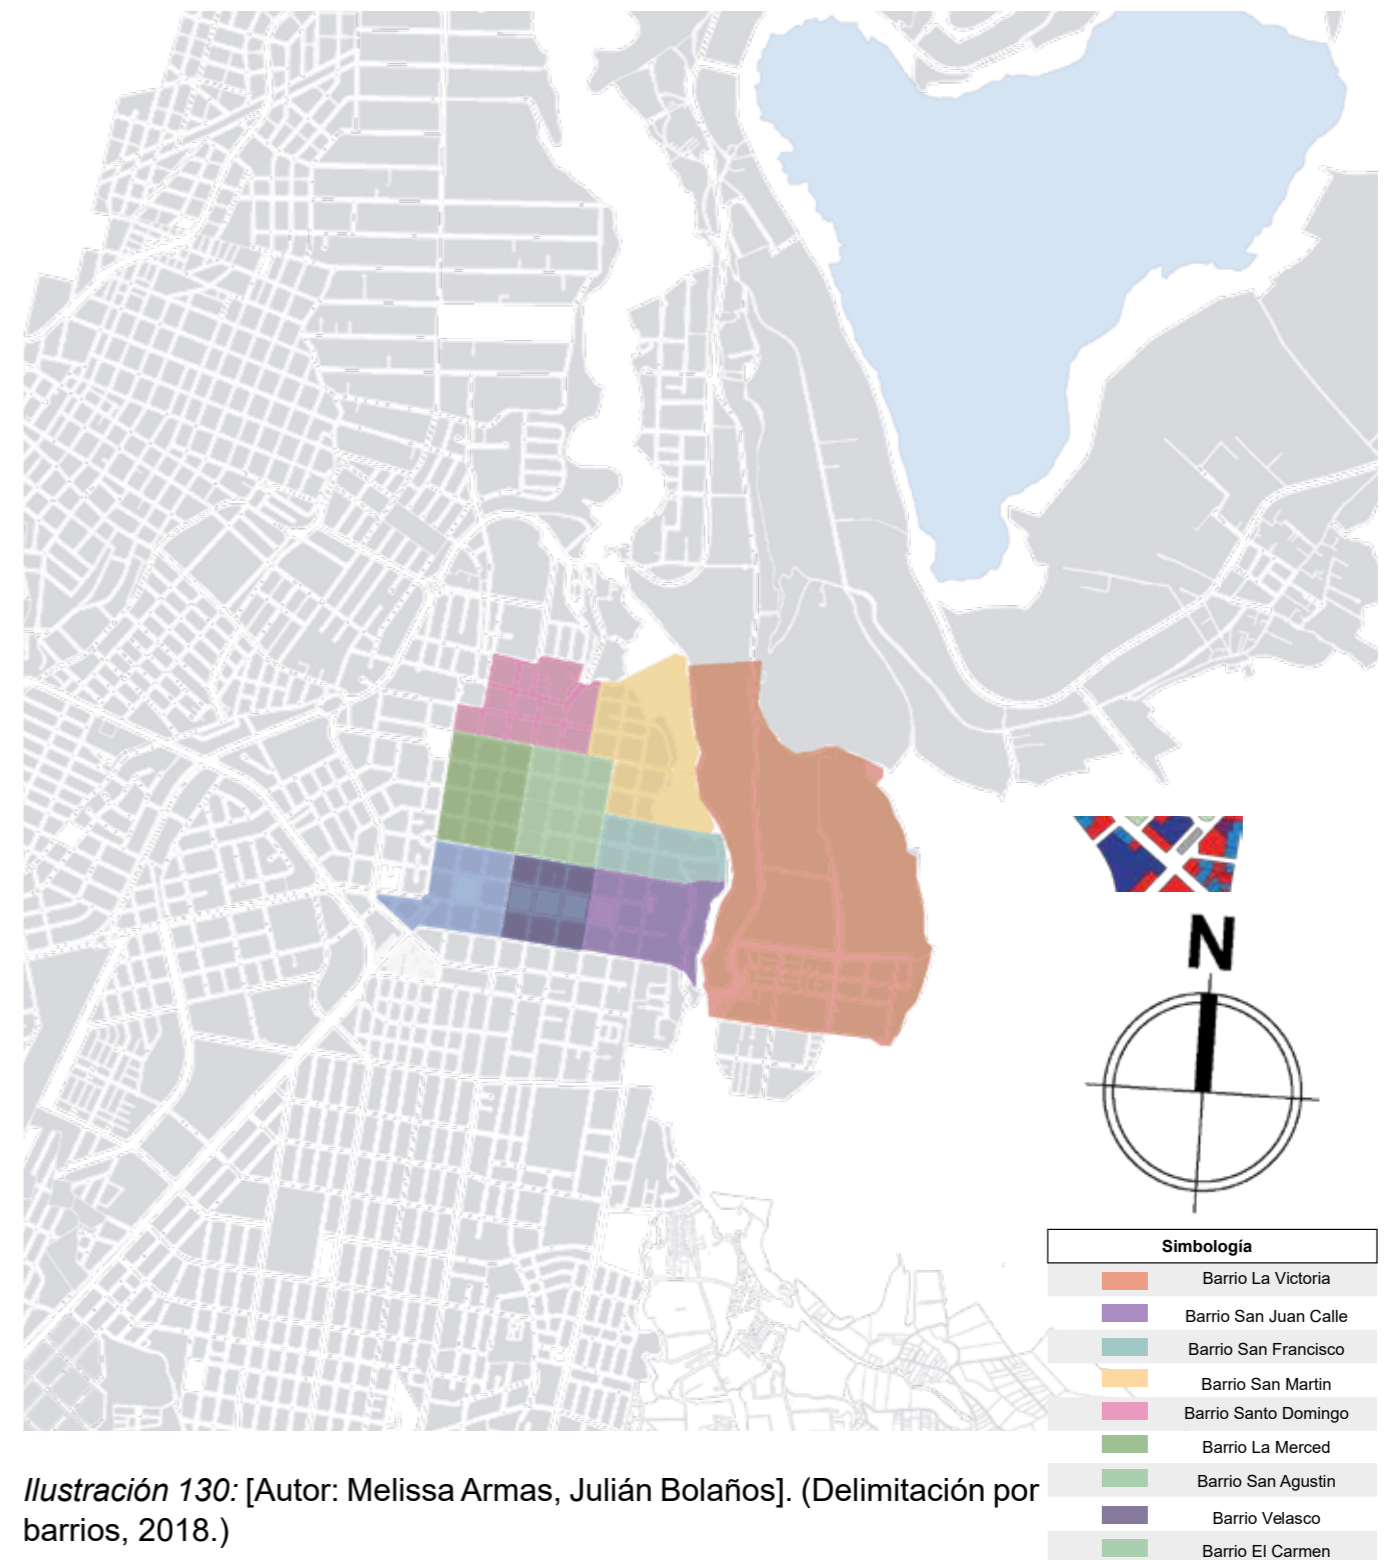 N
Simbología
Barrio La Victoria
Barrio San Juan Calle
Barrio San Francisco
Barrio San Martin
Barrio Santo Domingo
Barrio La Merced
Barrio San Agustin
Barrio Velasco
Barrio El Carmen
Ilustración 130: [Autor: Melissa Armas, Julián Bolaños]. (Delimitación por
barrios, 2018.)